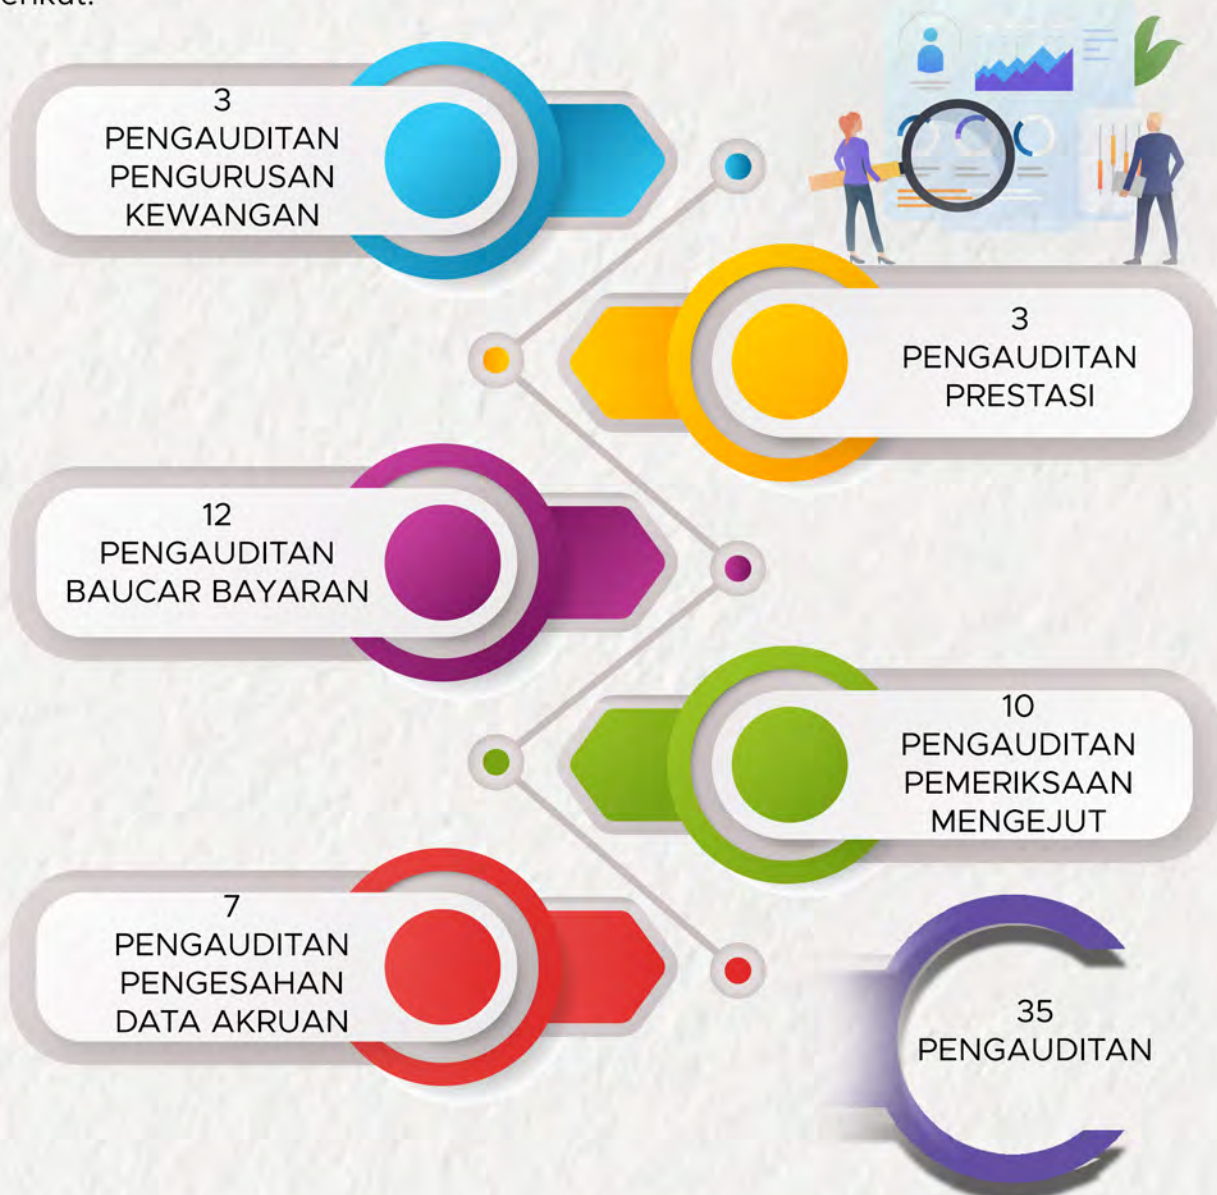 3
PENGAUDITAN
PENGURUSAN
KEWANGAN
3
PENGAUDITAN
PRESTASI
12
PENGAUDITAN
BAUCAR BAYARAN
10
PENGAUDITAN
PEMERIKSAAN
MENGEJUT
7
PENGAUDITAN
PENGESAHAN
DATA AKRUAN
35
PENGAUDITAN